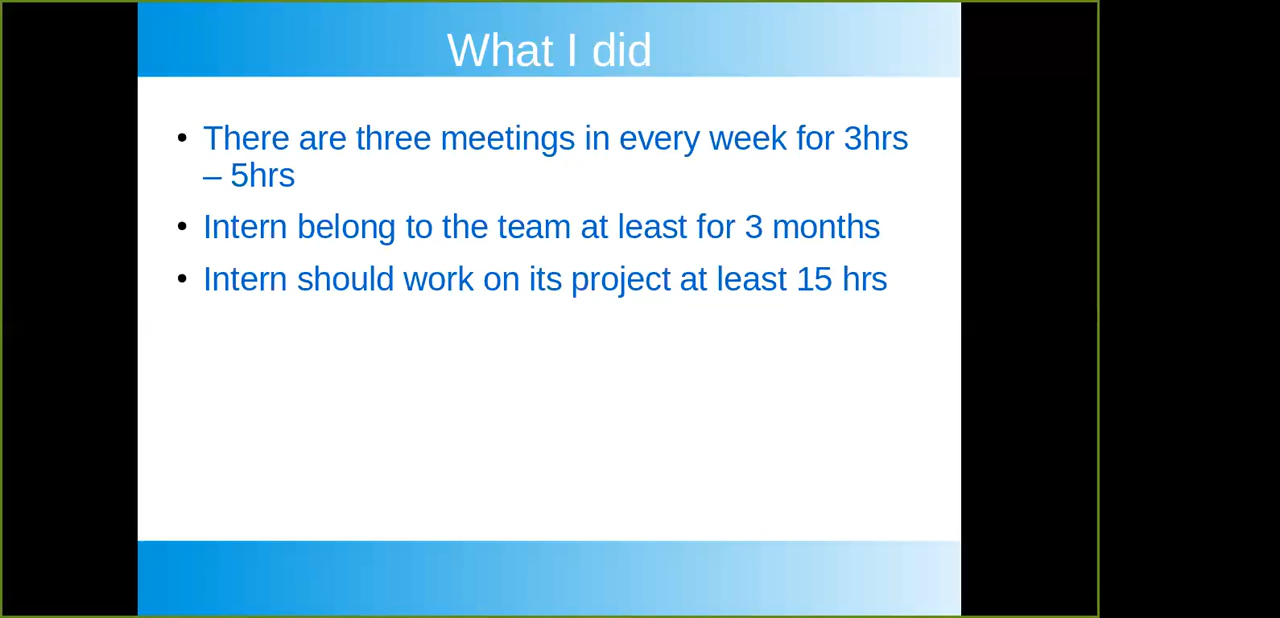 What I did
There are three meetings in every week for 3hrs
– 5hrs
Intern belong to the team at least for 3 months
Intern should work on its project at least 15 hrs